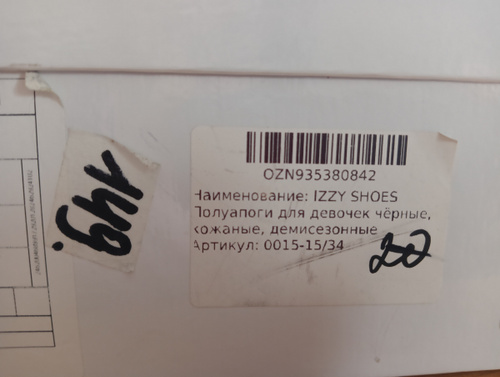 OZN935380842
Наименование: IZZY SHOES
Полуапоги для девочек чёрные,
кожаные, демисезонные
Артикул: 0015-15/34